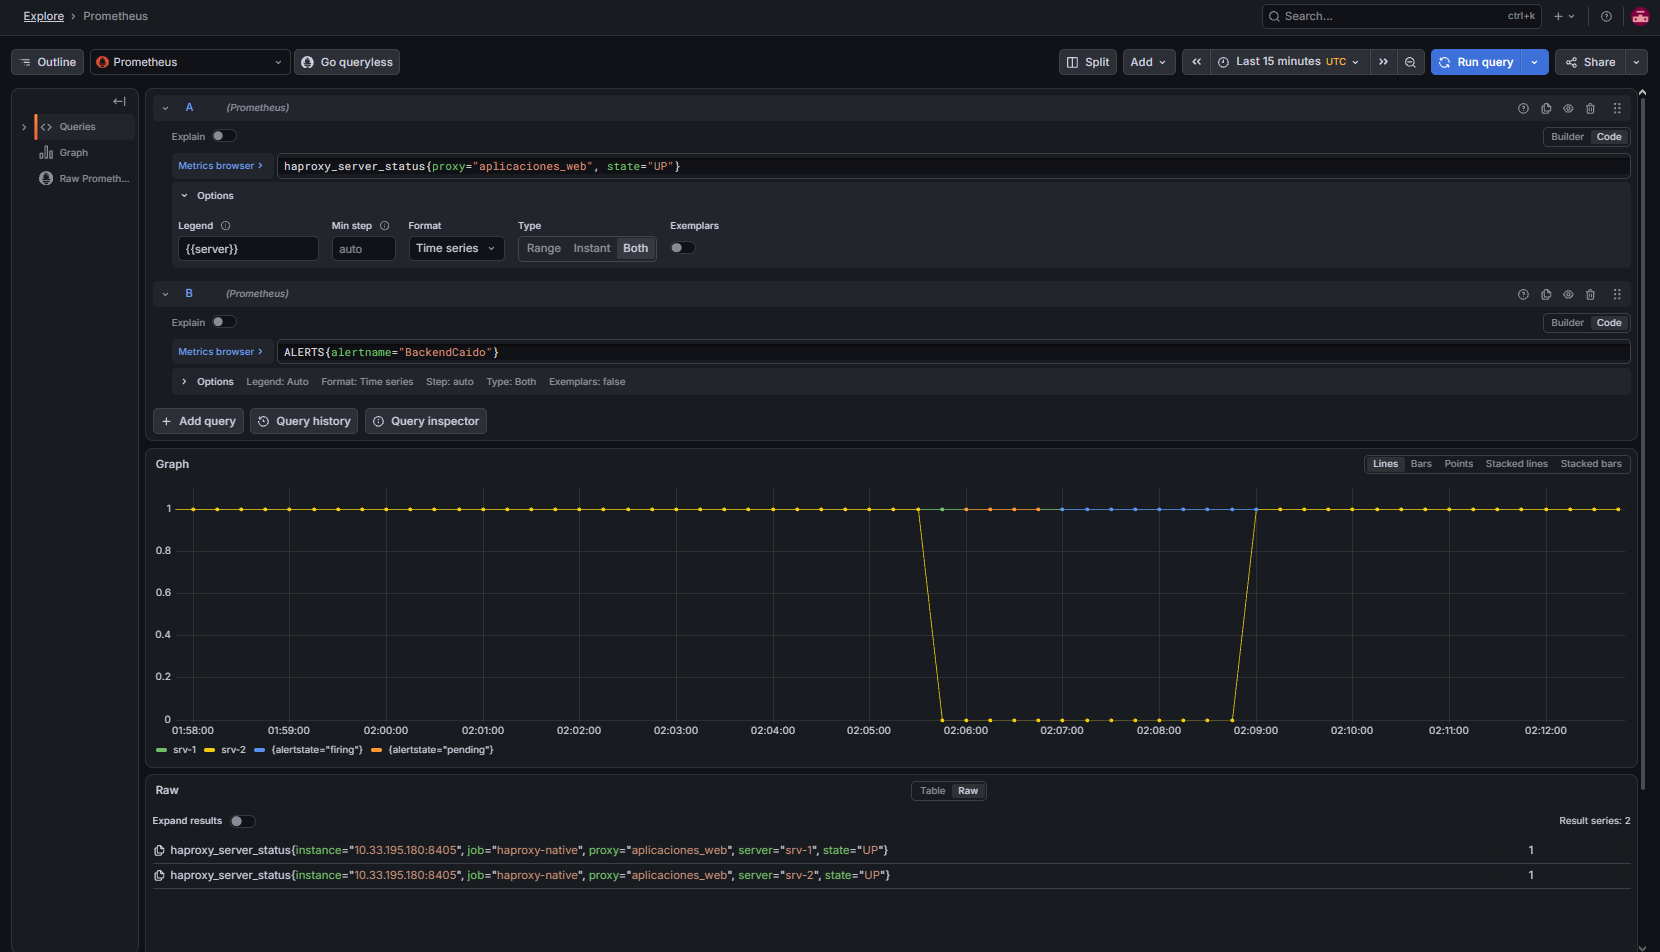 Explore > Prometheus
Search... ctrl+k
Outline Prometheus Go queryless Split Add Last 15 minutes UTC Run query Share
Queries
Graph
Raw Prometh...
A (Prometheus)
Explain Builder Code
Metrics browser > haproxy_server_status{proxy="aplicaciones_web", state="UP"}
Options
Legend Min step Format Type Exemplars
{{server}} auto Time series Range Instant Both
B (Prometheus)
Explain Builder Code
Metrics browser > ALERTS{alertname="BackendCaido"}
Options Legend: Auto Format: Time series Step: auto Type: Both Exemplars: false
+ Add query Query history Query inspector
Graph Lines Bars Points Stacked lines Stacked bars
1
0.8
0.6
0.4
0.2
0
01:58:00 01:59:00 02:00:00 02:01:00 02:02:00 02:03:00 02:04:00 02:05:00 02:06:00 02:07:00 02:08:00 02:09:00 02:10:00 02:11:00 02:12:00
srv-1 srv-2 {alertstate="firing"} {alertstate="pending"}
Raw Table Raw
Expand results Result series: 2
haproxy_server_status{instance="10.33.195.180:8405", job="haproxy-native", proxy="aplicaciones_web", server="srv-1", state="UP"} 1
haproxy_server_status{instance="10.33.195.180:8405", job="haproxy-native", proxy="aplicaciones_web", server="srv-2", state="UP"} 1